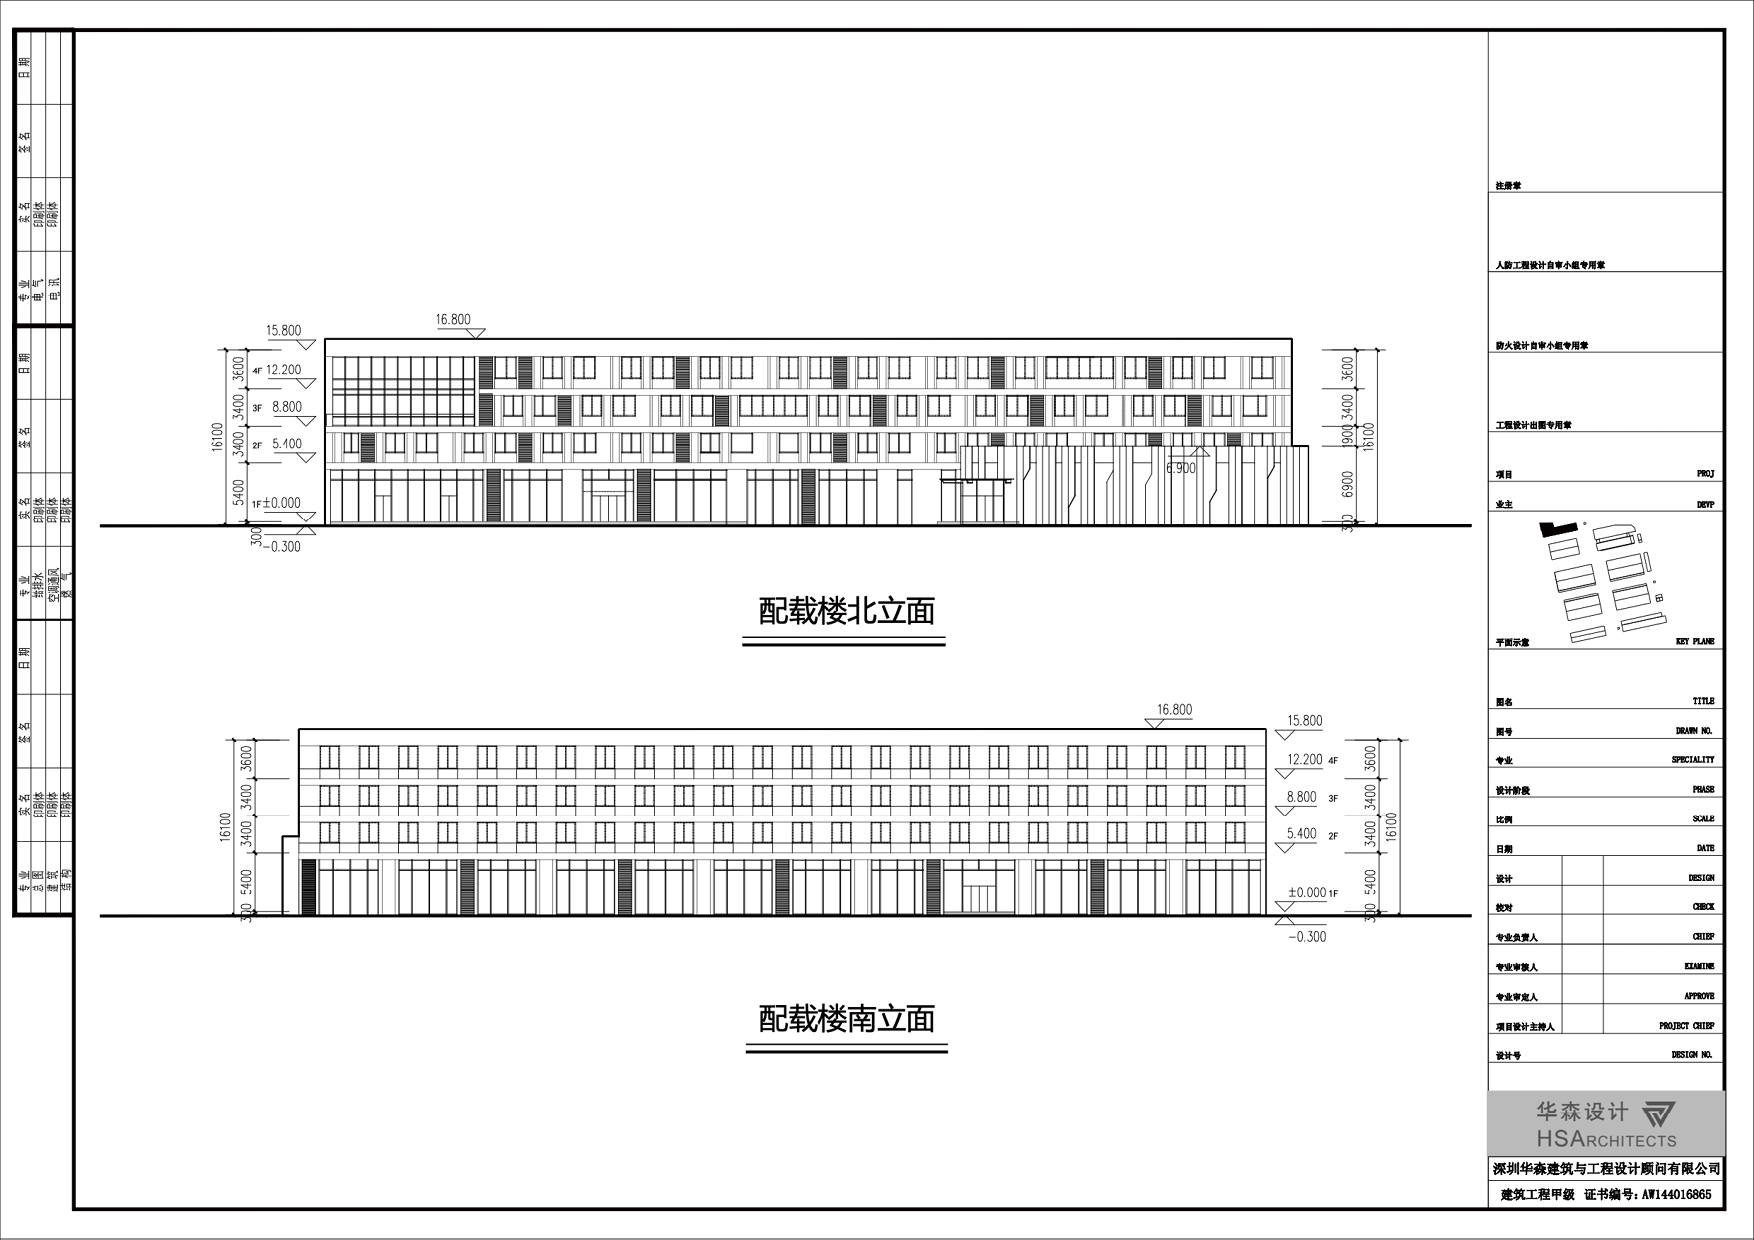 日 期
签 名
实 名
印刷体
印刷体
专 业
电 气
电 讯
日 期
签 名
实 名
印刷体
印刷体
印刷体
专 业
给排水
空调通风
燃 气
日 期
签 名
实 名
印刷体
印刷体
印刷体
专 业
总 图
建 筑
结 构
16.800
15.800
4F 12.200
3F 8.800
2F 5.400
1F ±0.000
-0.300
3600
3400
3400
5400
300
16100
6.900
3600
3400
1900
6900
300
16100
配载楼北立面
16.800
15.800
12.200 4F
8.800 3F
5.400 2F
±0.000 1F
-0.300
3600
3400
3400
5400
300
16100
3600
3400
3400
5400
300
16100
配载楼南立面
注册章
人防工程设计自审小组专用章
防火设计自审小组专用章
工程设计出图专用章
项目 PROJ
业主 DEVP
平面示意 KEY PLANE
图名 TITLE
图号 DRAWN NO.
专业 SPECIALITY
设计阶段 PHASE
比例 SCALE
日期 DATE
设计 DESIGN
校对 CHECK
专业负责人 CHIEF
专业审核人 EXAMINE
专业审定人 APPROVE
项目设计主持人 PROJECT CHIEF
设计号 DESIGN NO.
华森设计
HSARCHITECTS
深圳华森建筑与工程设计顾问有限公司
建筑工程甲级 证书编号: AW144016865